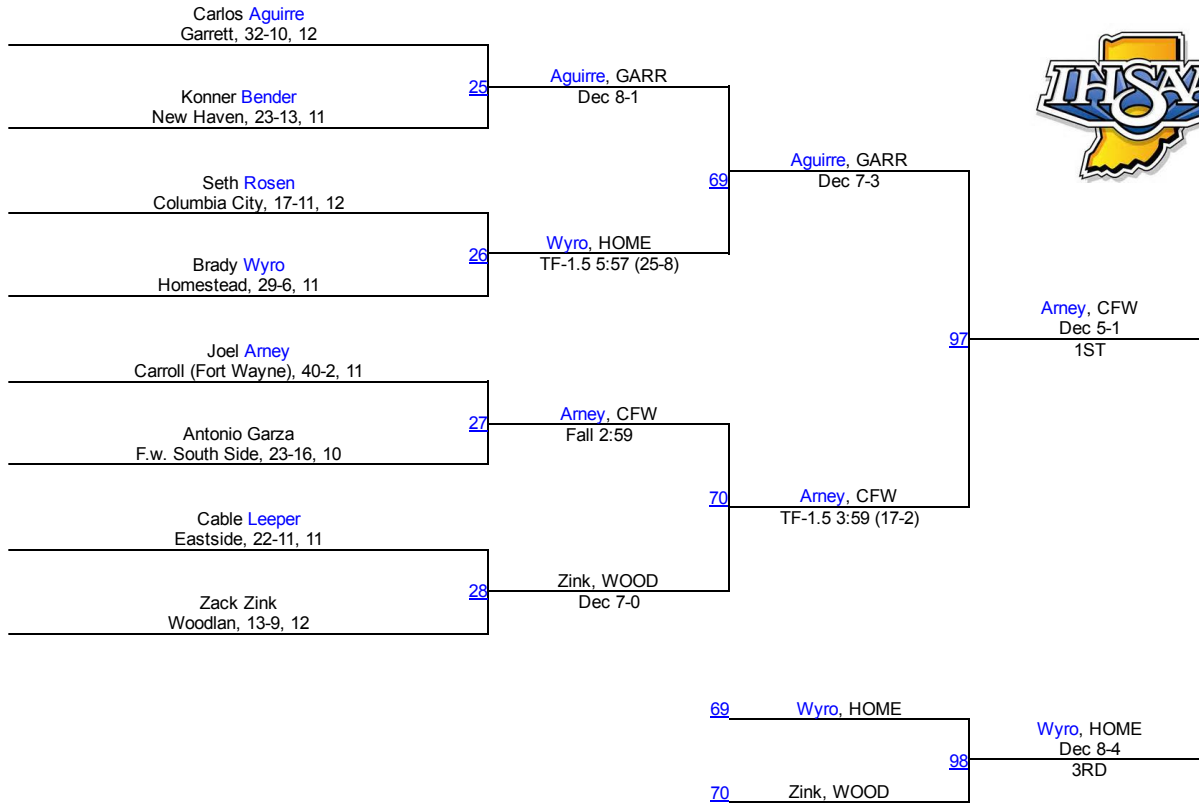 Carlos Aguirre
Garrett, 32-10, 12
Konner Bender
New Haven, 23-13, 11
Seth Rosen
Columbia City, 17-11, 12
Brady Wyro
Homestead, 29-6, 11
Joel Arney
Carroll (Fort Wayne), 40-2, 11
Antonio Garza
F.w. South Side, 23-16, 10
Cable Leeper
Eastside, 22-11, 11
Zack Zink
Woodlan, 13-9, 12
25
Aguirre, GARR
Dec 8-1
26
Wyro, HOME
TF-1.5 5:57 (25-8)
27
Arney, CFW
Fall 2:59
28
Zink, WOOD
Dec 7-0
69
Aguirre, GARR
Dec 7-3
70
Arney, CFW
TF-1.5 3:59 (17-2)
97
Arney, CFW
Dec 5-1
1ST
69
Wyro, HOME
70
Zink, WOOD
98
Wyro, HOME
Dec 8-4
3RD
IHSAA